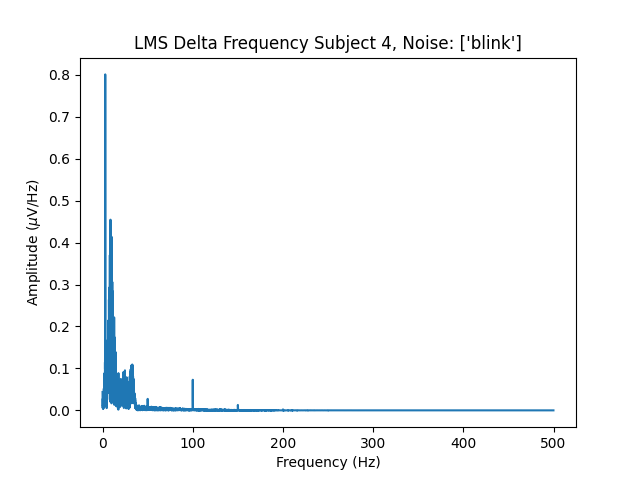 LMS Delta Frequency Subject 4, Noise: ['blink']
Amplitude (μV/Hz)
0.8
0.7
0.6
0.5
0.4
0.3
0.2
0.1
0.0
0 100 200 300 400 500
Frequency (Hz)